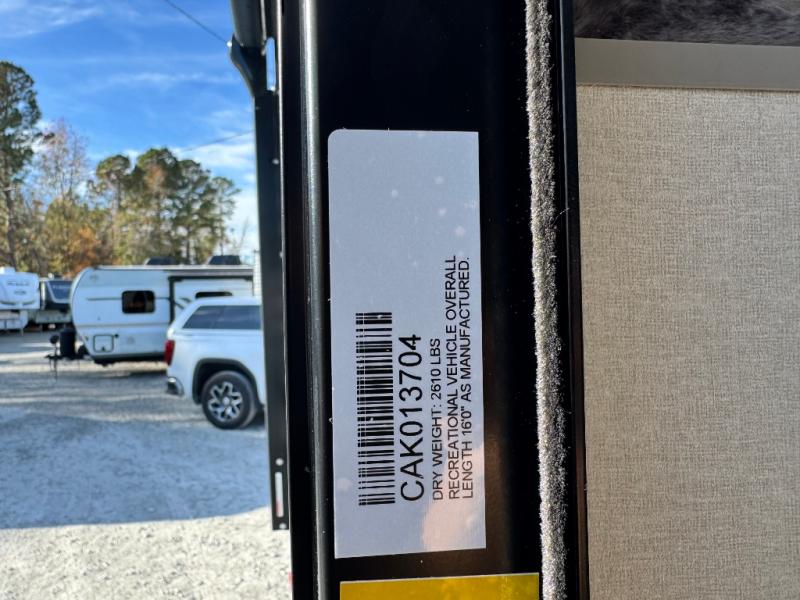 CAK013704
DRY WEIGHT: 2610 LBS
RECREATIONAL VEHICLE OVERALL
LENGTH 16'0" AS MANUFACTURED.